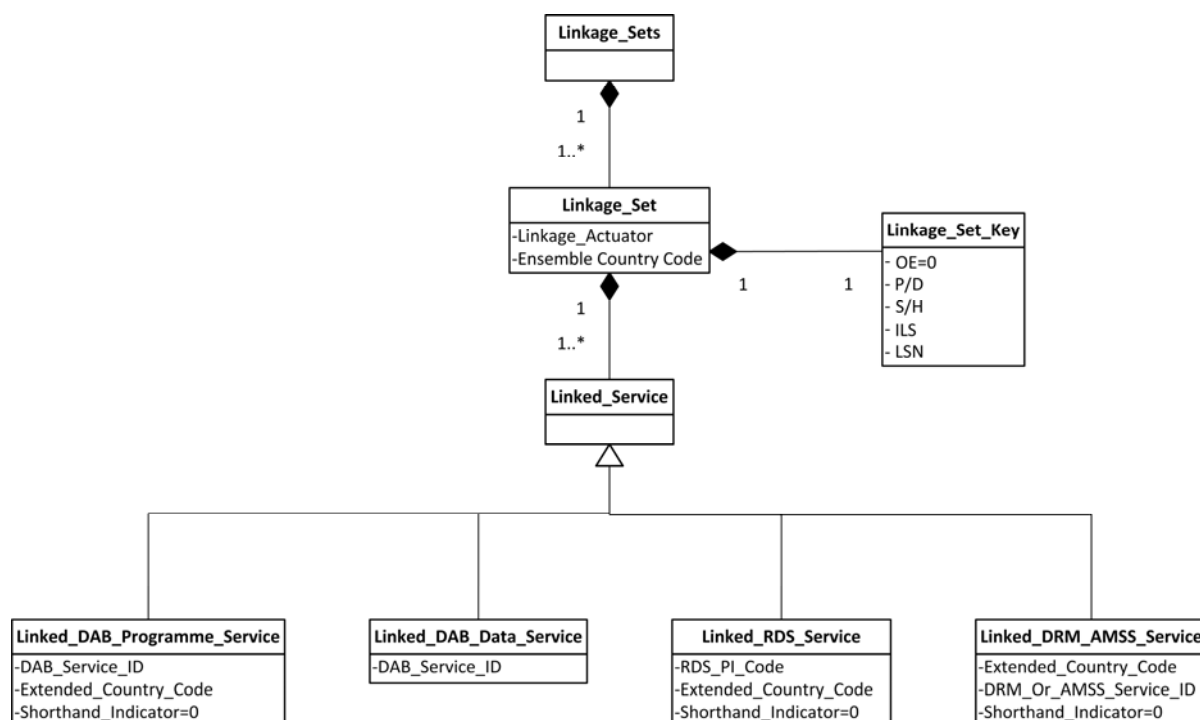 Linkage_Sets
1
1..*
Linkage_Set
-Linkage_Actuator
-Ensemble Country Code
1
1
Linkage_Set_Key
- OE=0
- P/D
- S/H
- ILS
- LSN
1
1..*
Linked_Service
Linked_DAB_Programme_Service
-DAB_Service_ID
-Extended_Country_Code
-Shorthand_Indicator=0
Linked_DAB_Data_Service
-DAB_Service_ID
Linked_RDS_Service
-RDS_PI_Code
-Extended_Country_Code
-Shorthand_Indicator=0
Linked_DRM_AMSS_Service
-Extended_Country_Code
-DRM_Or_AMSS_Service_ID
-Shorthand_Indicator=0